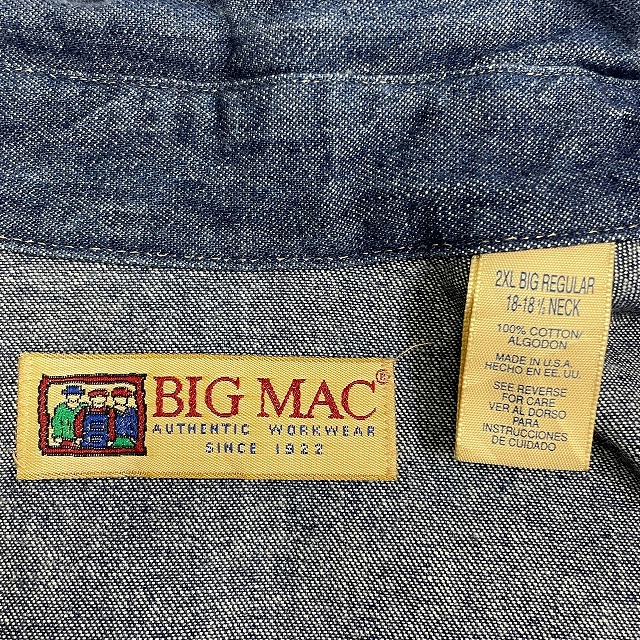 BIG MAC®
AUTHENTIC WORKWEAR
SINCE 1922
2XL BIG REGULAR
18-18 ½ NECK
100% COTTON/
ALGODON
MADE IN U.S.A.
HECHO EN EE. UU.
SEE REVERSE
FOR CARE
VER AL DORSO
PARA
INSTRUCCIONES
DE CUIDADO